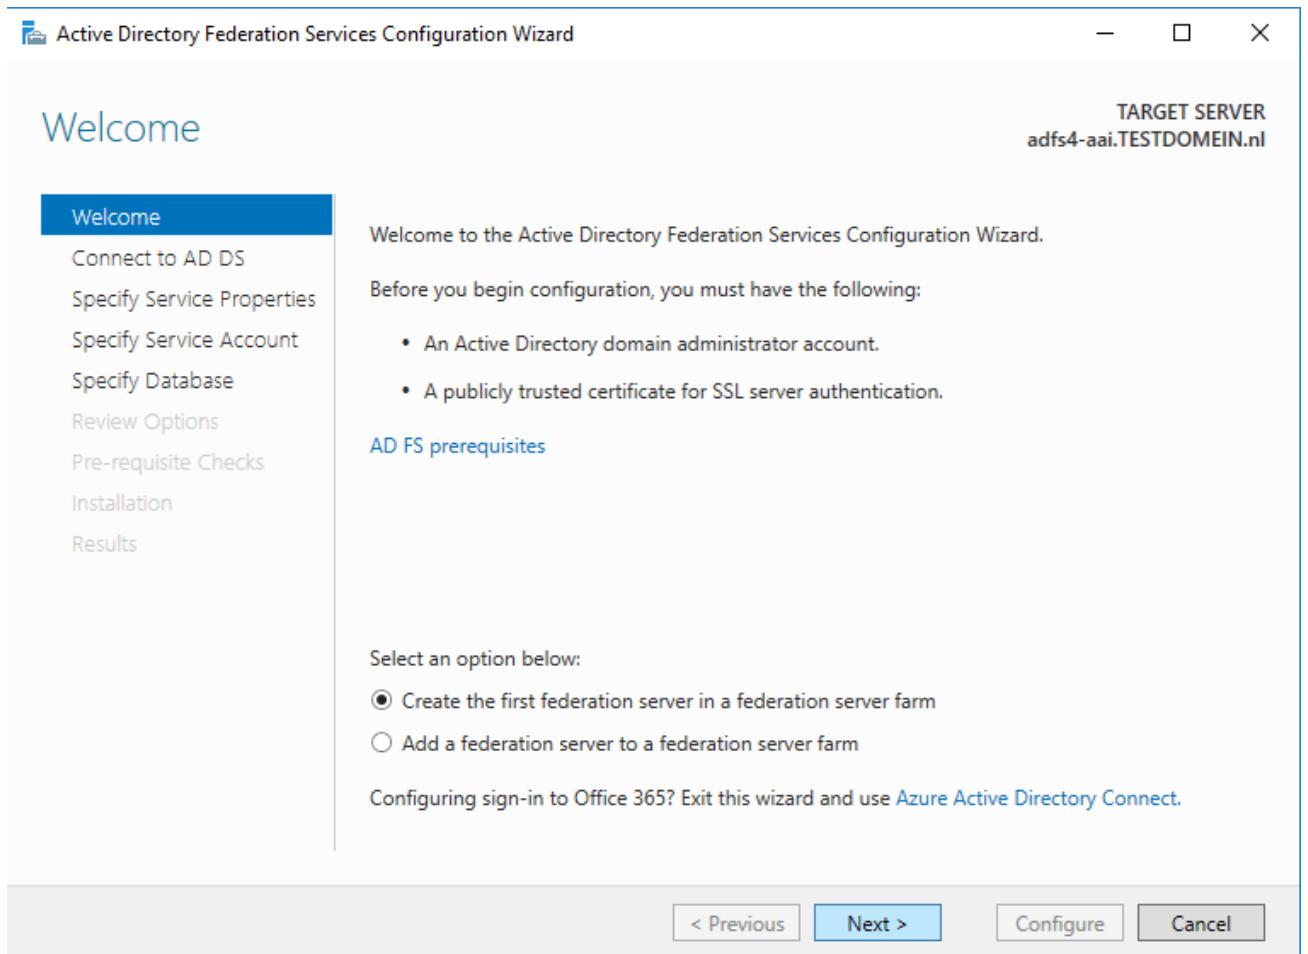 Active Directory Federation Services Configuration Wizard
Welcome
TARGET SERVER
adfs4-aai.TESTDOMEIN.nl
Welcome
Connect to AD DS
Specify Service Properties
Specify Service Account
Specify Database
Review Options
Pre-requisite Checks
Installation
Results
Welcome to the Active Directory Federation Services Configuration Wizard.
Before you begin configuration, you must have the following:
• An Active Directory domain administrator account.
• A publicly trusted certificate for SSL server authentication.
AD FS prerequisites
Select an option below:
Create the first federation server in a federation server farm
Add a federation server to a federation server farm
Configuring sign-in to Office 365? Exit this wizard and use Azure Active Directory Connect.
< Previous
Next >
Configure
Cancel